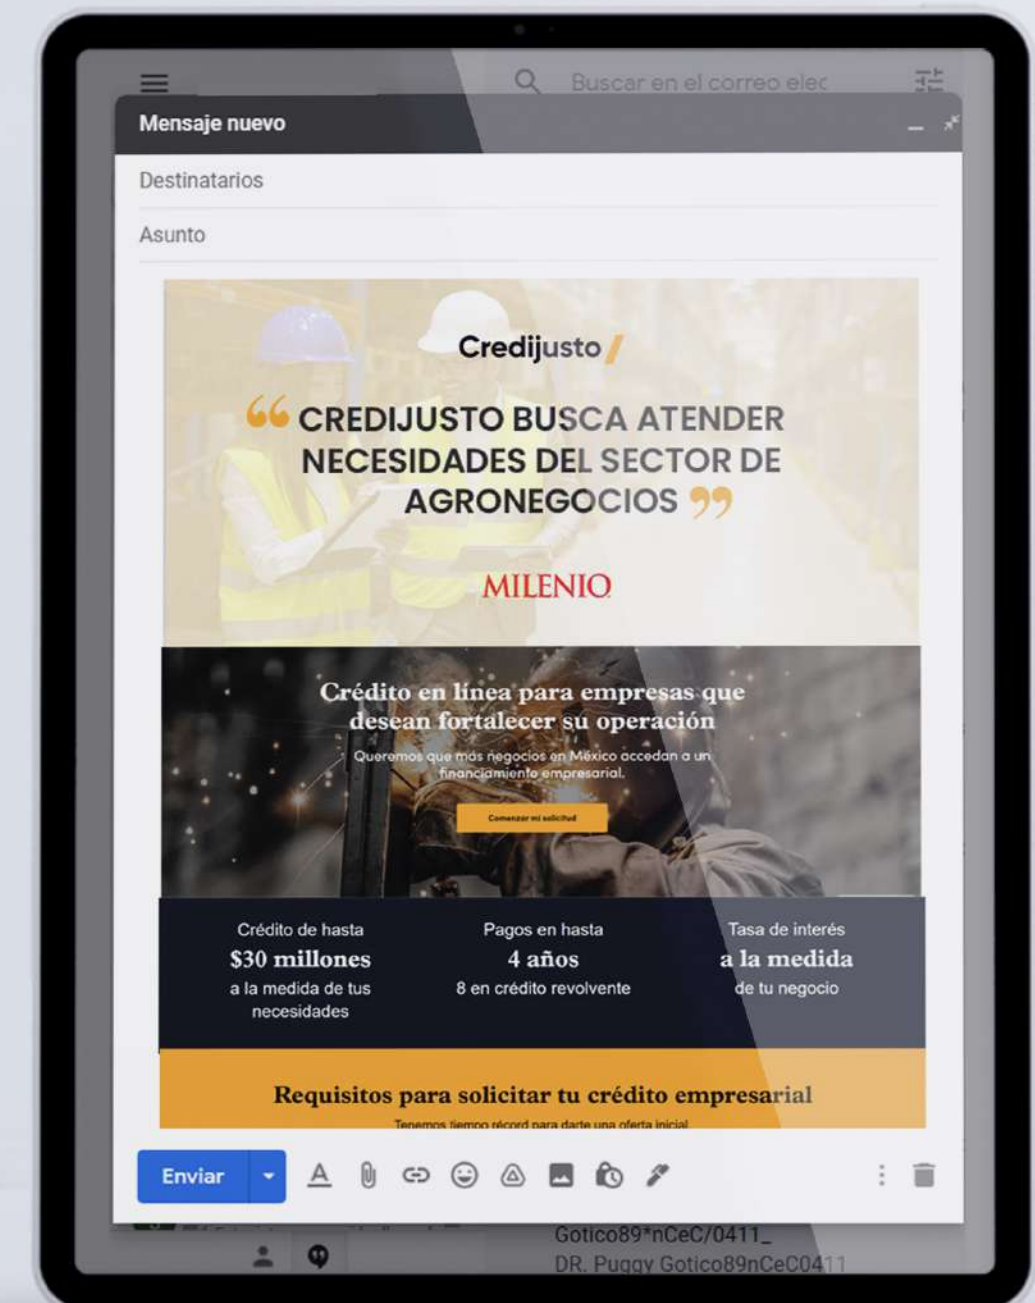 Buscar en el correo elec
Mensaje nuevo
Destinatarios
Asunto
Credijusto
“ CREDIJUSTO BUSCA ATENDER
NECESIDADES DEL SECTOR DE
AGRONEGOCIOS ”
MILENIO
Crédito en línea para empresas que
desean fortalecer su operación
Queremos que más negocios en México accedan a un
financiamiento empresarial.
Comenzar mi solicitud
Crédito de hasta
$30 millones
a la medida de tus
necesidades
Pagos en hasta
4 años
8 en crédito revolvente
Tasa de interés
a la medida
de tu negocio
Requisitos para solicitar tu crédito empresarial
Tenemos tiempo récord para darte una oferta inicial
Enviar
Gotico89*nCeC/0411_
DR. Puggy Gotico89nCeC0411